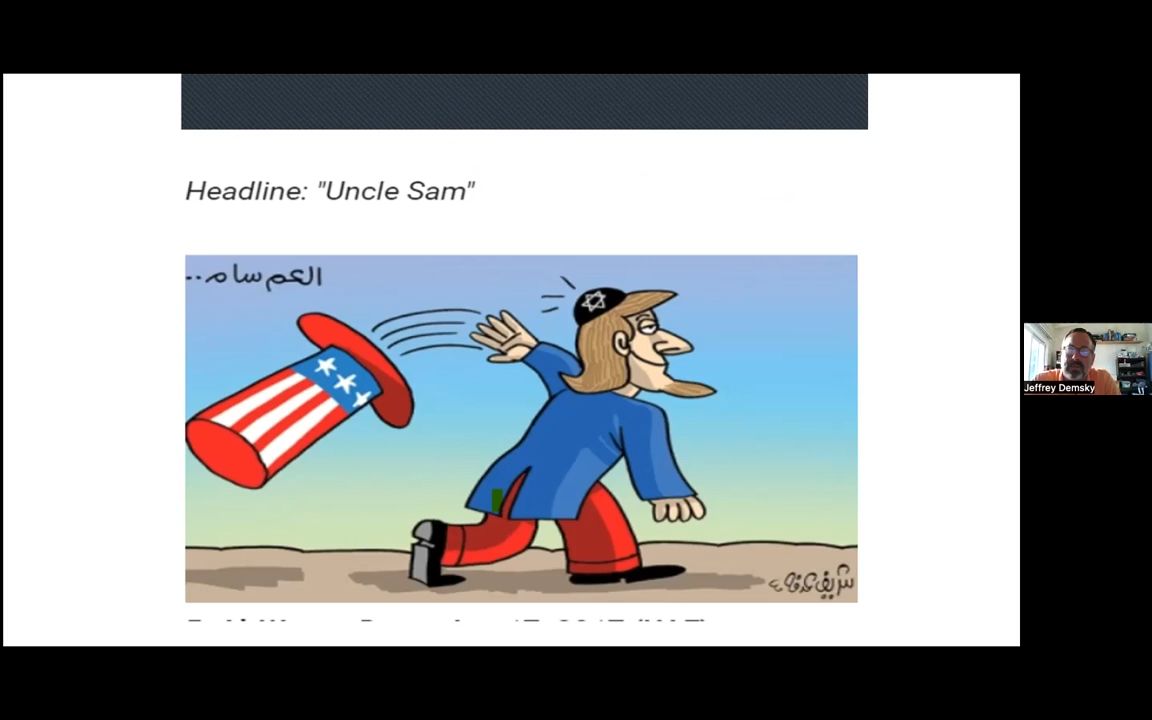 Headline: "Uncle Sam"
العم سام..
Jeffrey Demsky